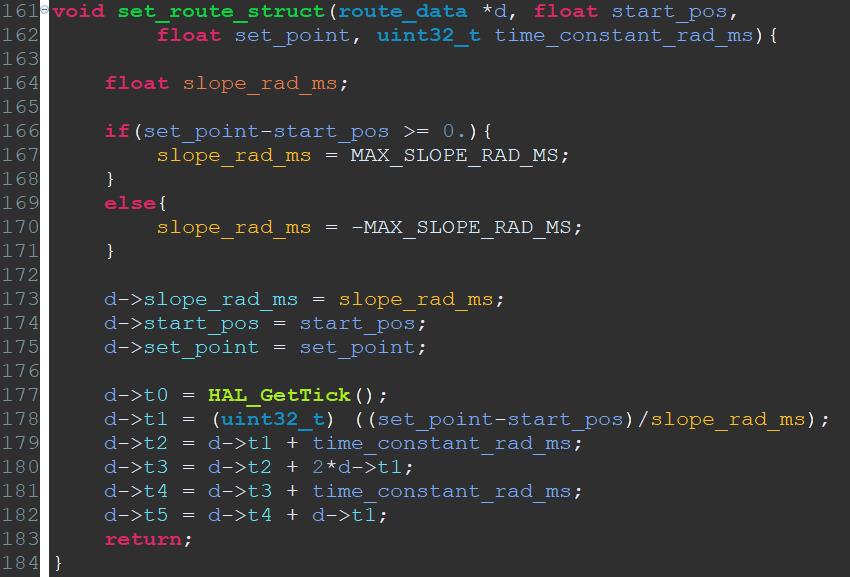 161 void set_route_struct(route_data *d, float start_pos,
162         float set_point, uint32_t time_constant_rad_ms){
163
164     float slope_rad_ms;
165
166     if(set_point-start_pos >= 0.){
167         slope_rad_ms = MAX_SLOPE_RAD_MS;
168     }
169     else{
170         slope_rad_ms = -MAX_SLOPE_RAD_MS;
171     }
172
173     d->slope_rad_ms = slope_rad_ms;
174     d->start_pos = start_pos;
175     d->set_point = set_point;
176
177     d->t0 = HAL_GetTick();
178     d->t1 = (uint32_t) ((set_point-start_pos)/slope_rad_ms);
179     d->t2 = d->t1 + time_constant_rad_ms;
180     d->t3 = d->t2 + 2*d->t1;
181     d->t4 = d->t3 + time_constant_rad_ms;
182     d->t5 = d->t4 + d->t1;
183     return;
184 }